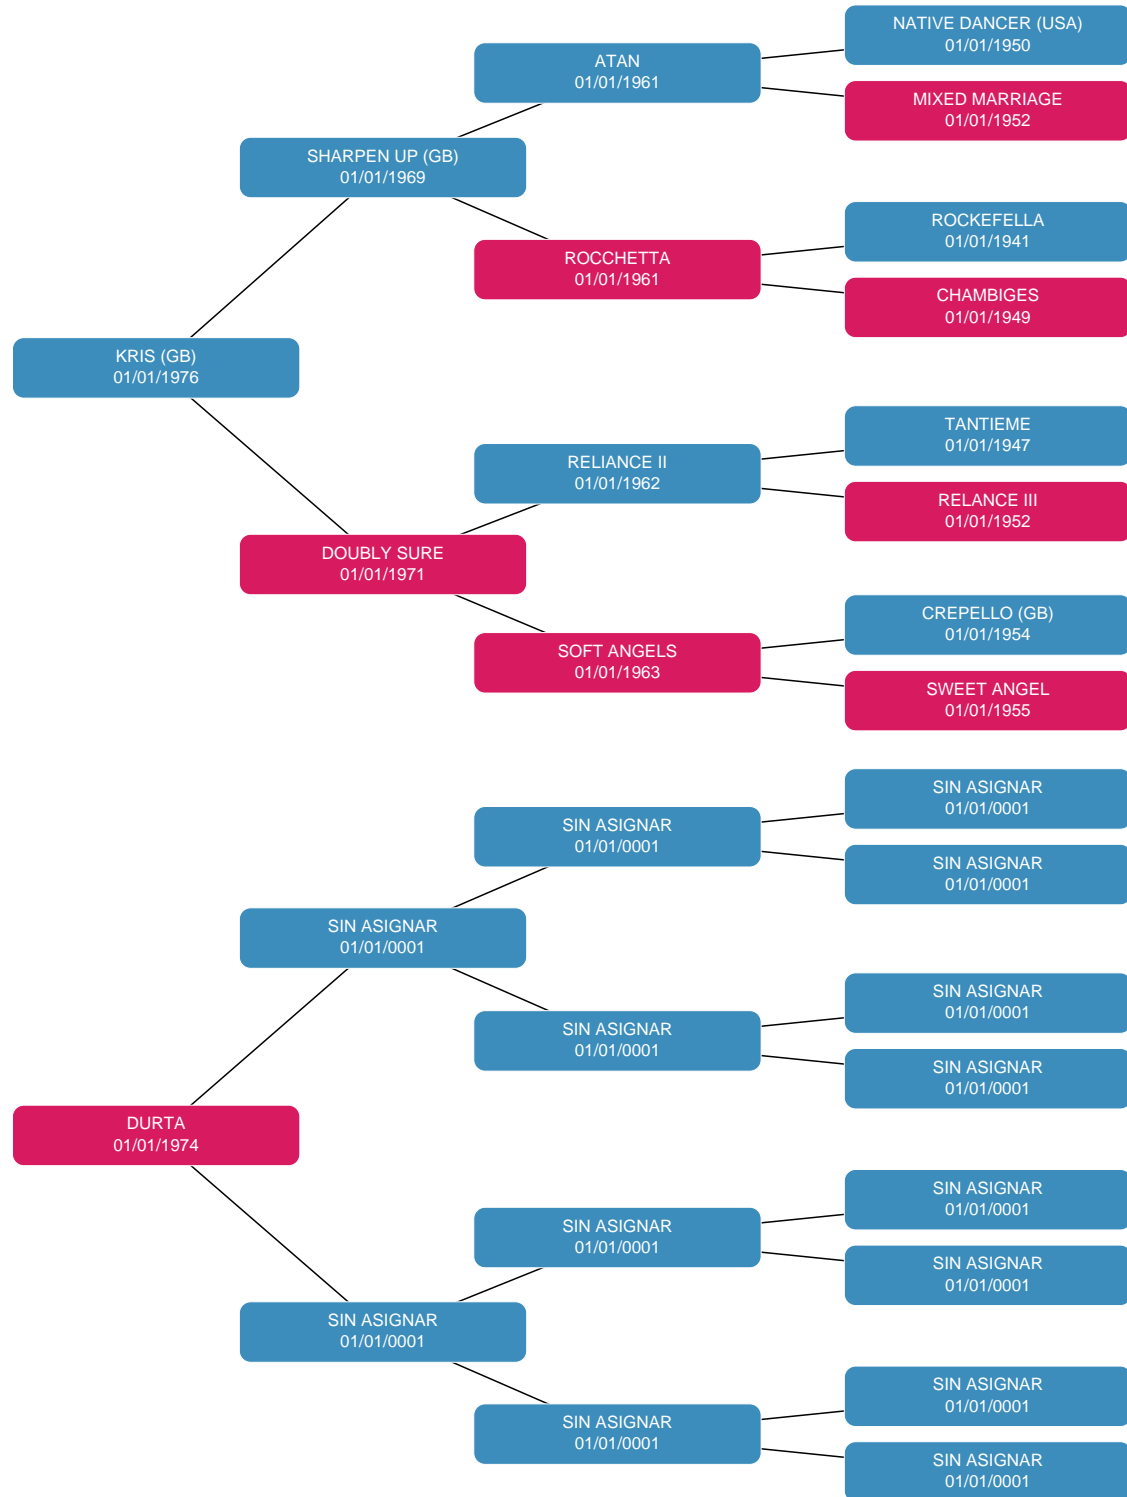 NATIVE DANCER (USA)
01/01/1950
ATAN
01/01/1961
MIXED MARRIAGE
01/01/1952
SHARPEN UP (GB)
01/01/1969
ROCKEFELLA
01/01/1941
ROCCHETTA
01/01/1961
CHAMBIGES
01/01/1949
KRIS (GB)
01/01/1976
TANTIEME
01/01/1947
RELIANCE II
01/01/1962
RELANCE III
01/01/1952
DOUBLY SURE
01/01/1971
CREPELLO (GB)
01/01/1954
SOFT ANGELS
01/01/1963
SWEET ANGEL
01/01/1955
SIN ASIGNAR
01/01/0001
SIN ASIGNAR
01/01/0001
SIN ASIGNAR
01/01/0001
SIN ASIGNAR
01/01/0001
SIN ASIGNAR
01/01/0001
SIN ASIGNAR
01/01/0001
SIN ASIGNAR
01/01/0001
DURTA
01/01/1974
SIN ASIGNAR
01/01/0001
SIN ASIGNAR
01/01/0001
SIN ASIGNAR
01/01/0001
SIN ASIGNAR
01/01/0001
SIN ASIGNAR
01/01/0001
SIN ASIGNAR
01/01/0001
SIN ASIGNAR
01/01/0001